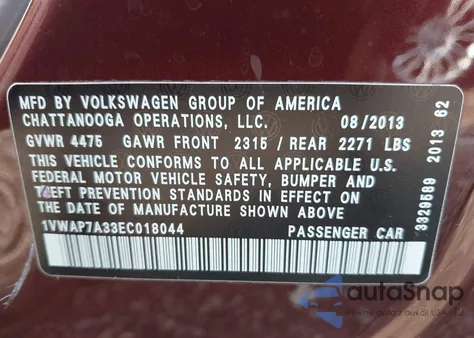 MFD BY VOLKSWAGEN GROUP OF AMERICA
CHATTANOOGA OPERATIONS, LLC. 08/2013
GVWR 4475 GAWR FRONT 2315 / REAR 2271 LBS
THIS VEHICLE CONFORMS TO ALL APPLICABLE U.S.
FEDERAL MOTOR VEHICLE SAFETY, BUMPER AND
THEFT PREVENTION STANDARDS IN EFFECT ON
THE DATE OF MANUFACTURE SHOWN ABOVE.
1VWAP7A33EC018044 PASSENGER CAR
3329589 2013 62
autoSnap